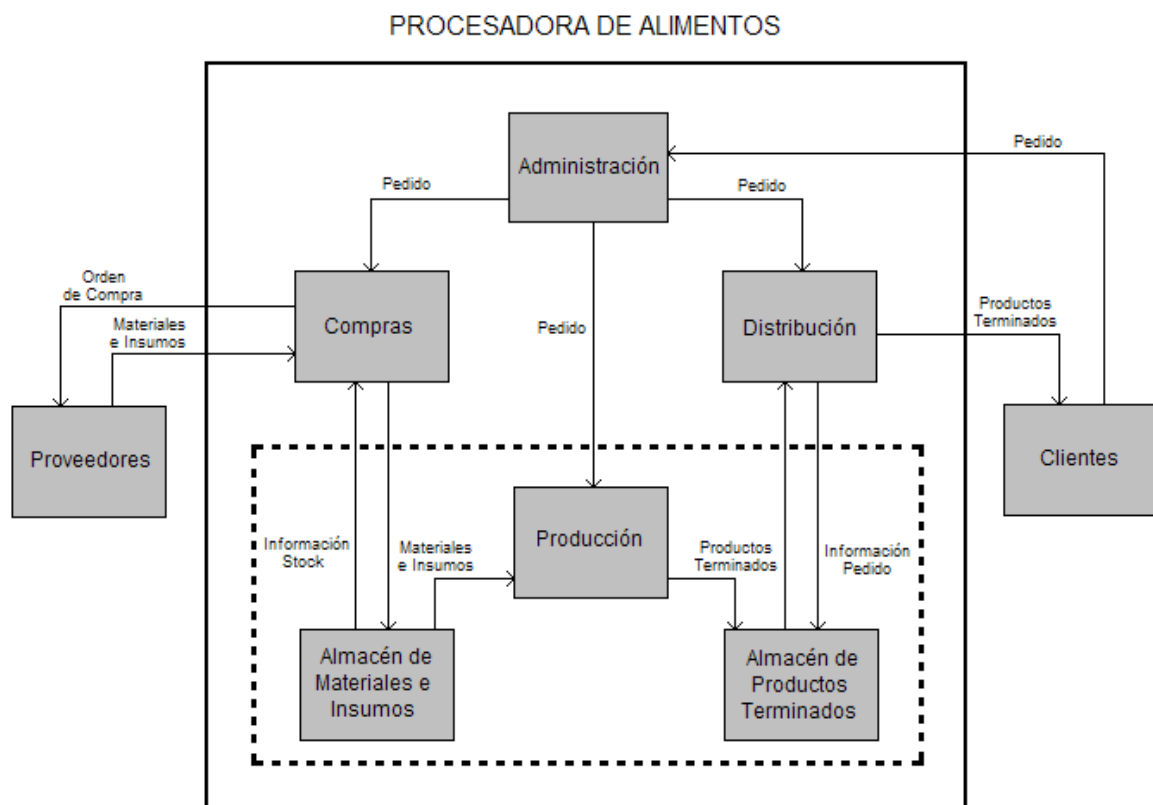 PROCESADORA DE ALIMENTOS
Pedido
Administración
Pedido
Pedido
Orden
de Compra
Materiales
e Insumos
Compras
Pedido
Distribución
Productos
Terminados
Proveedores
Clientes
Información
Stock
Materiales
e Insumos
Producción
Productos
Terminados
Información
Pedido
Almacén de
Materiales e
Insumos
Almacén de
Productos
Terminados